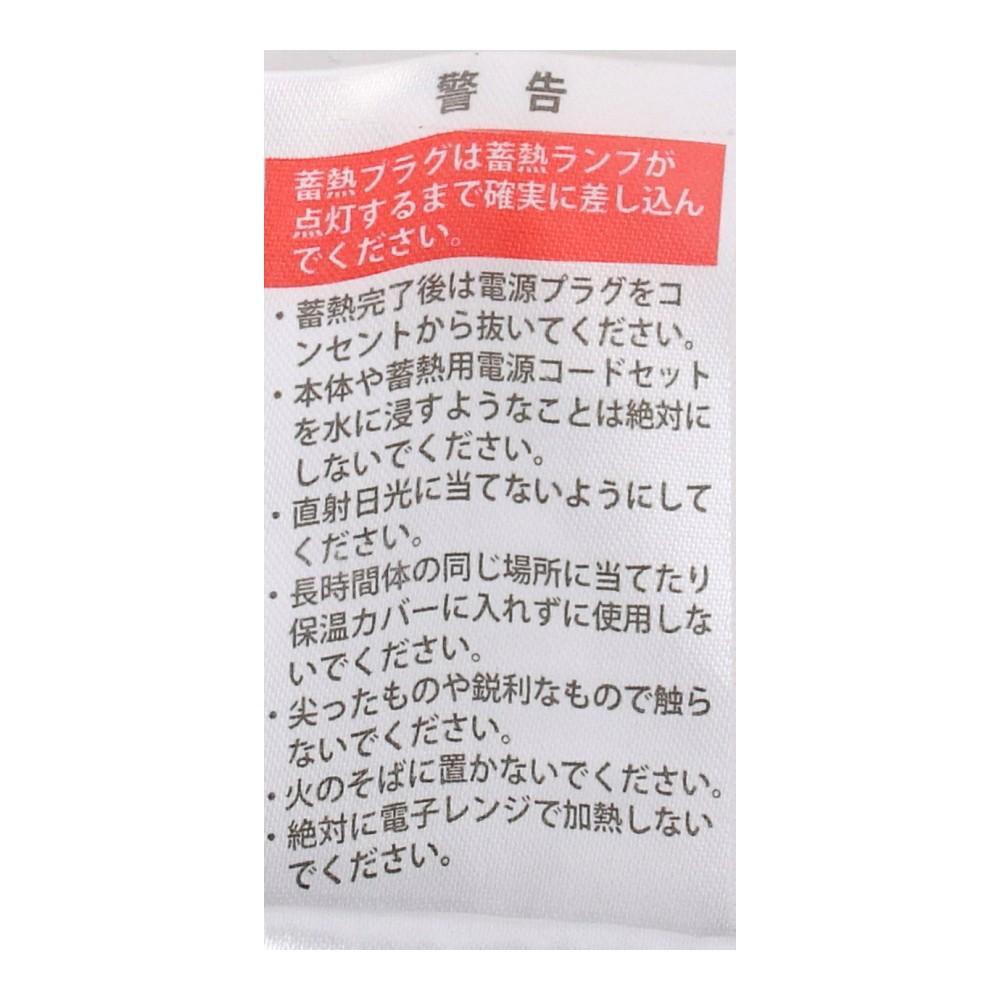 警 告
蓄熱プラグは蓄熱ランプが
点灯するまで確実に差し込ん
でください。
・蓄熱完了後は電源プラグをコ
ンセントから抜いてください。
・本体や蓄熱用電源コードセット
を水に浸すようなことは絶対に
しないでください。
・直射日光に当てないようにして
ください。
・長時間体の同じ場所に当てたり
保温カバーに入れずに使用しな
いでください。
・尖ったものや鋭利なもので触ら
ないでください。
・火のそばに置かないでください。
・絶対に電子レンジで加熱しない
でください。